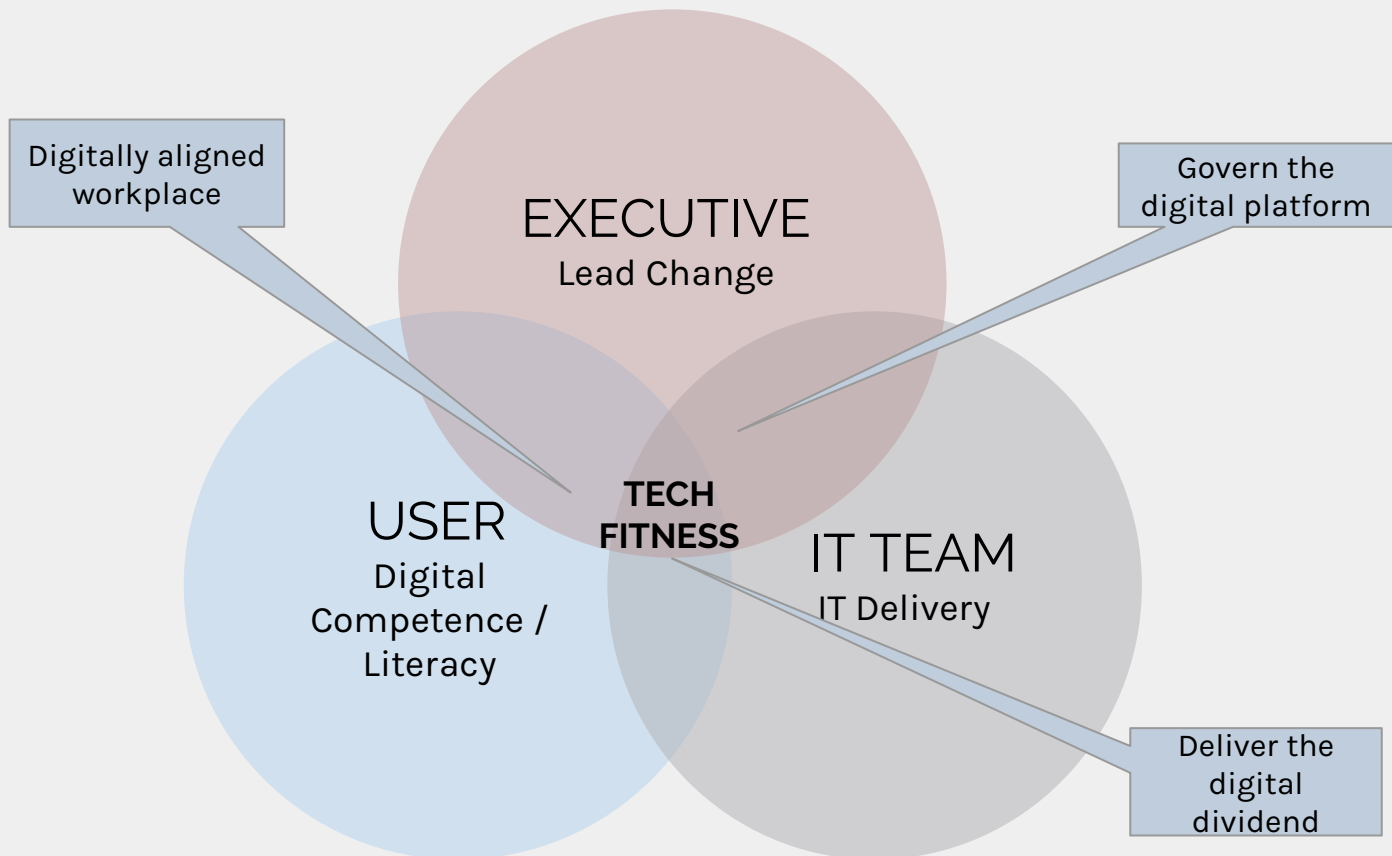 Digitally aligned
workplace
Govern the
digital platform
EXECUTIVE
Lead Change
TECH
FITNESS
USER
Digital
Competence /
Literacy
IT TEAM
IT Delivery
Deliver the
digital
dividend